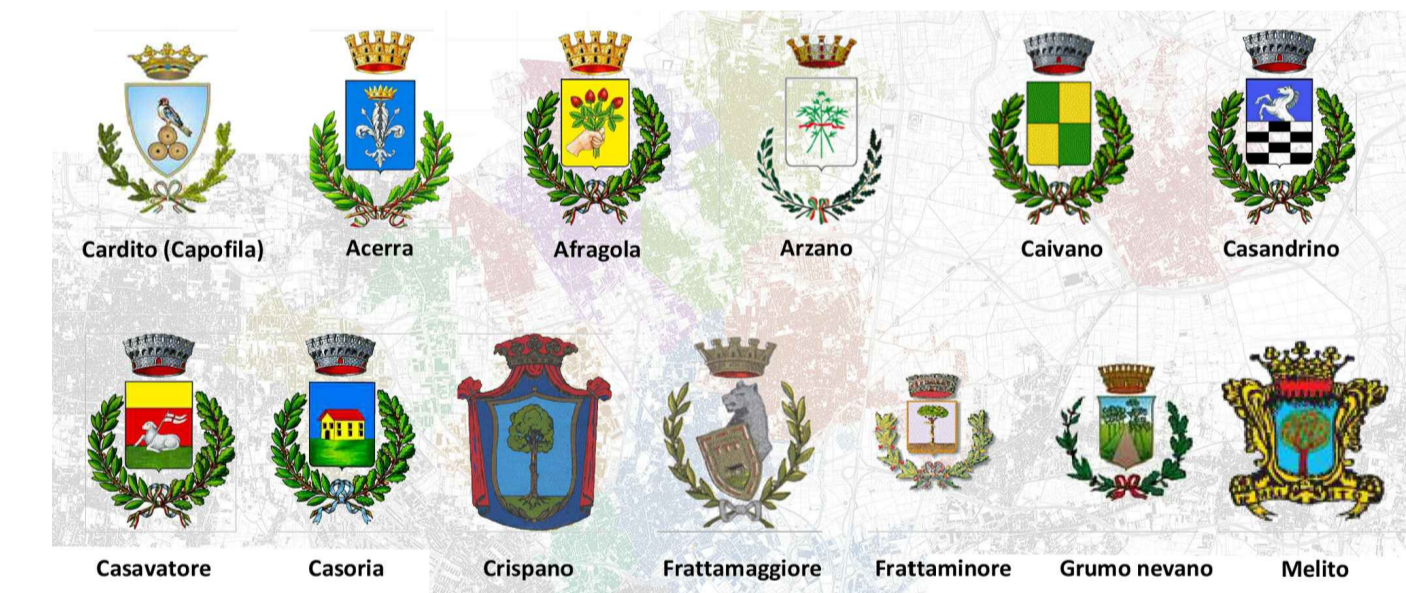 Cardito (Capofila)
Acerra
Afragola
Arzano
Caivano
Casandrino
Casavatore
Casoria
Crispano
Frattamaggiore
Frattaminore
Grumo nevano
Melito